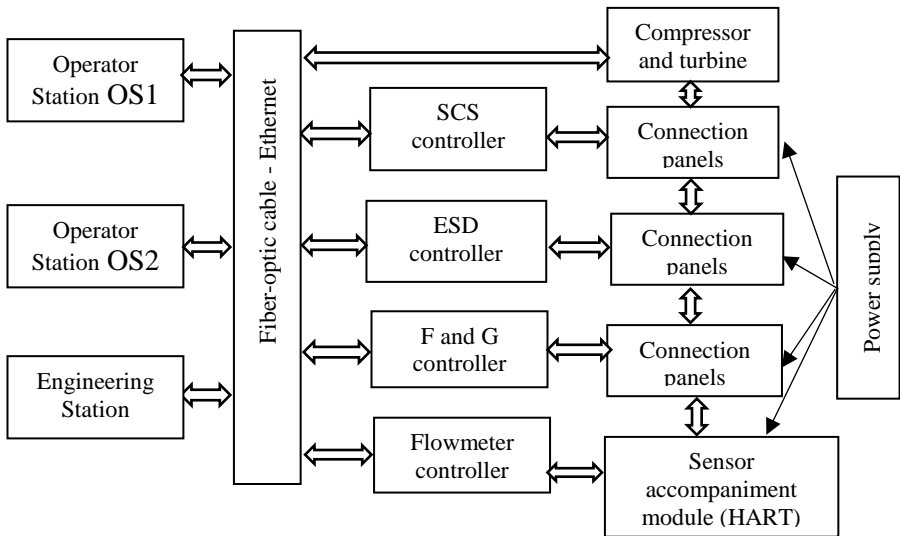 Operator
Station OS1
Operator
Station OS2
Engineering
Station
Fiber-optic cable - Ethernet
SCS
controller
ESD
controller
F and G
controller
Flowmeter
controller
Compressor
and turbine
Connection
panels
Connection
panels
Connection
panels
Sensor
accompaniment
module (HART)
Power supply